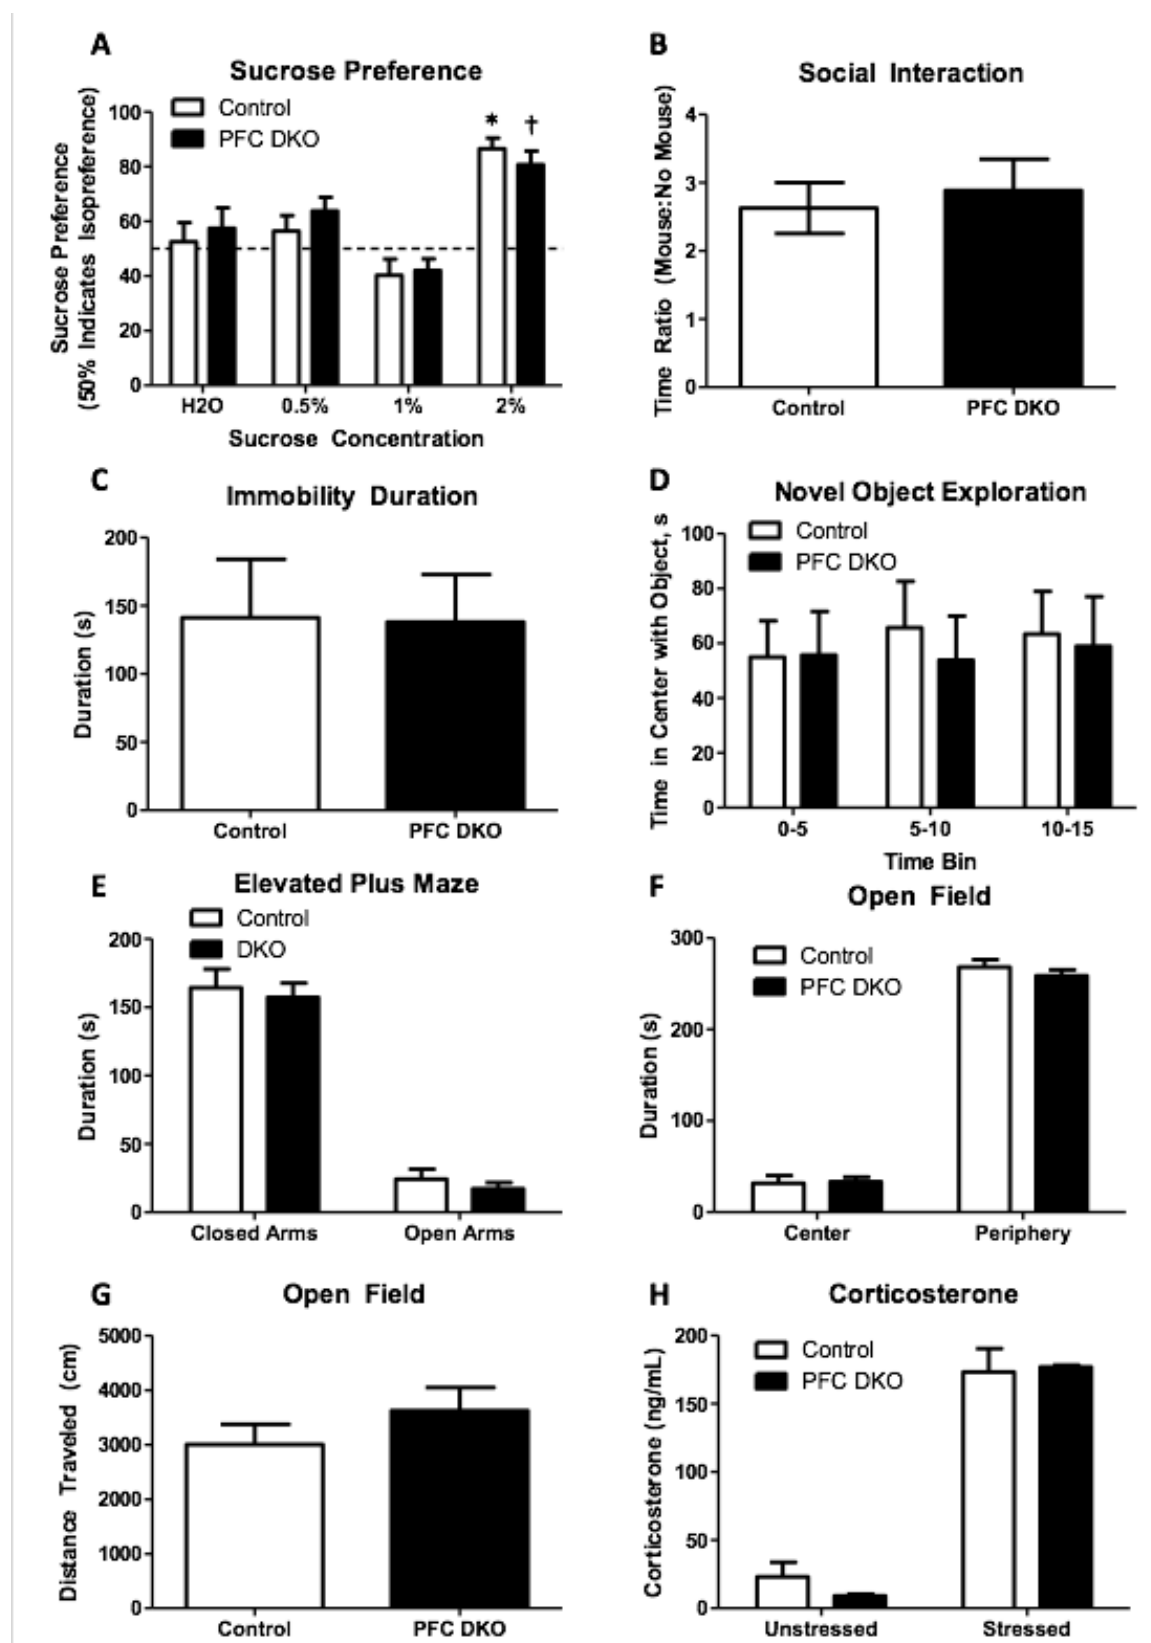 A
Sucrose Preference
Control
PFC DKO
Sucrose Preference
(50% Indicates Isopreference)
100
80
60
40
20
0
*
†
H2O 0.5% 1% 2%
Sucrose Concentration
B
Social Interaction
Time Ratio (Mouse:No Mouse)
4
3
2
1
0
Control PFC DKO
C
Immobility Duration
Duration (s)
200
150
100
50
0
Control PFC DKO
D
Novel Object Exploration
Control
PFC DKO
Time in Center with Object, s
100
80
60
40
20
0
0-5 5-10 10-15
Time Bin
E
Elevated Plus Maze
Control
DKO
Duration (s)
200
150
100
50
0
Closed Arms Open Arms
F
Open Field
Control
PFC DKO
Duration (s)
300
200
100
0
Center Periphery
G
Open Field
Distance Traveled (cm)
5000
4000
3000
2000
1000
0
Control PFC DKO
H
Corticosterone
Control
PFC DKO
Corticosterone (ng/mL)
200
150
100
50
0
Unstressed Stressed